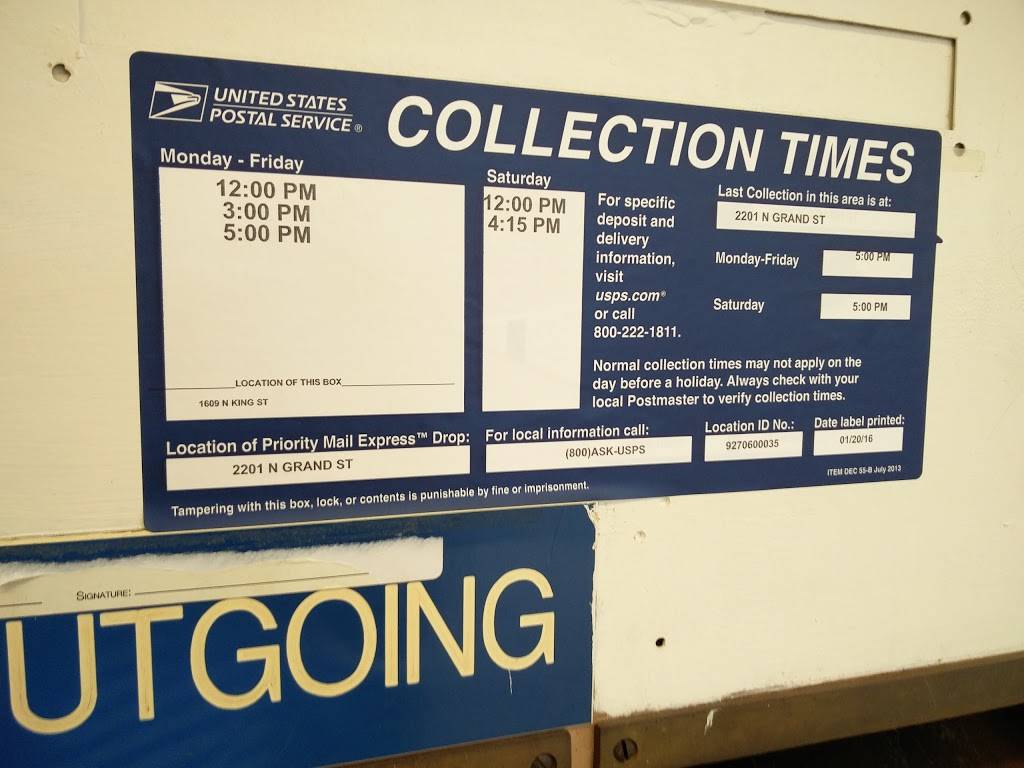 UNITED STATES
POSTAL SERVICE®
COLLECTION TIMES
Monday - Friday
12:00 PM
3:00 PM
5:00 PM
LOCATION OF THIS BOX
1609 N KING ST
Saturday
12:00 PM
4:15 PM
For specific
deposit and
delivery
information,
visit
usps.com®
or call
800-222-1811.
Last Collection in this area is at:
2201 N GRAND ST
Monday-Friday
5:00 PM
Saturday
5:00 PM
Normal collection times may not apply on the
day before a holiday. Always check with your
local Postmaster to verify collection times.
Location of Priority Mail Express™ Drop:
2201 N GRAND ST
For local information call:
(800)ASK-USPS
Location ID No.:
9270600035
Date label printed:
01/20/16
Tampering with this box, lock, or contents is punishable by fine or imprisonment.
ITEM DEC 55-B July 2013
SIGNATURE:
UTGOING